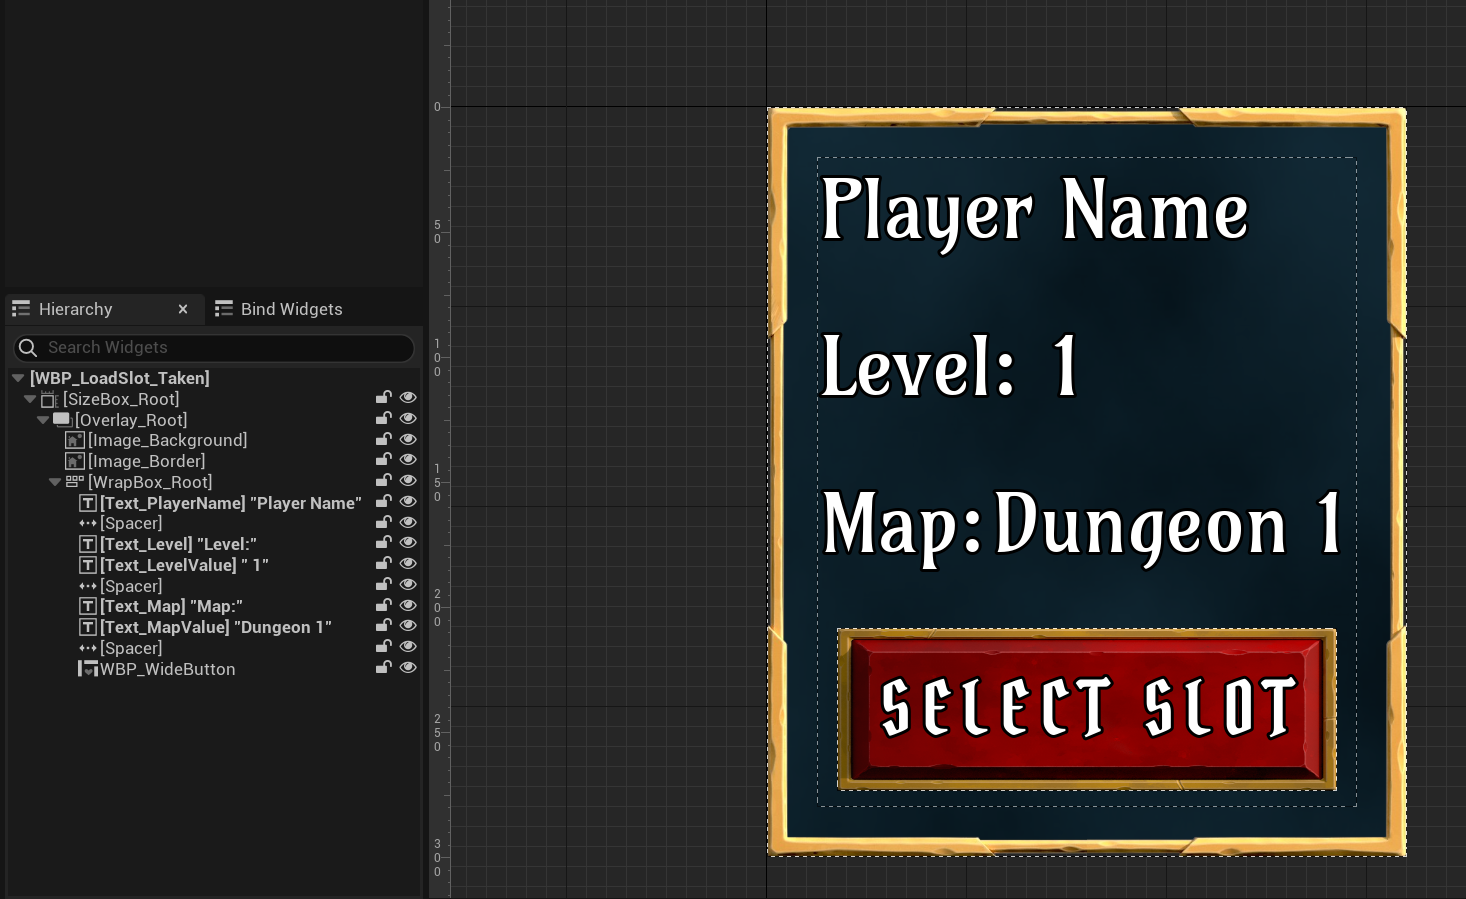 Hierarchy
Bind Widgets
Search Widgets
[WBP_LoadSlot_Taken]
[SizeBox_Root]
[Overlay_Root]
[Image_Background]
[Image_Border]
[WrapBox_Root]
[Text_PlayerName] "Player Name"
[Spacer]
[Text_Level] "Level:"
[Text_LevelValue] " 1"
[Spacer]
[Text_Map] "Map:"
[Text_MapValue] "Dungeon 1"
[Spacer]
WBP_WideButton
0
50
100
150
200
250
300
Player Name
Level: 1
Map:Dungeon 1
SELECT SLOT